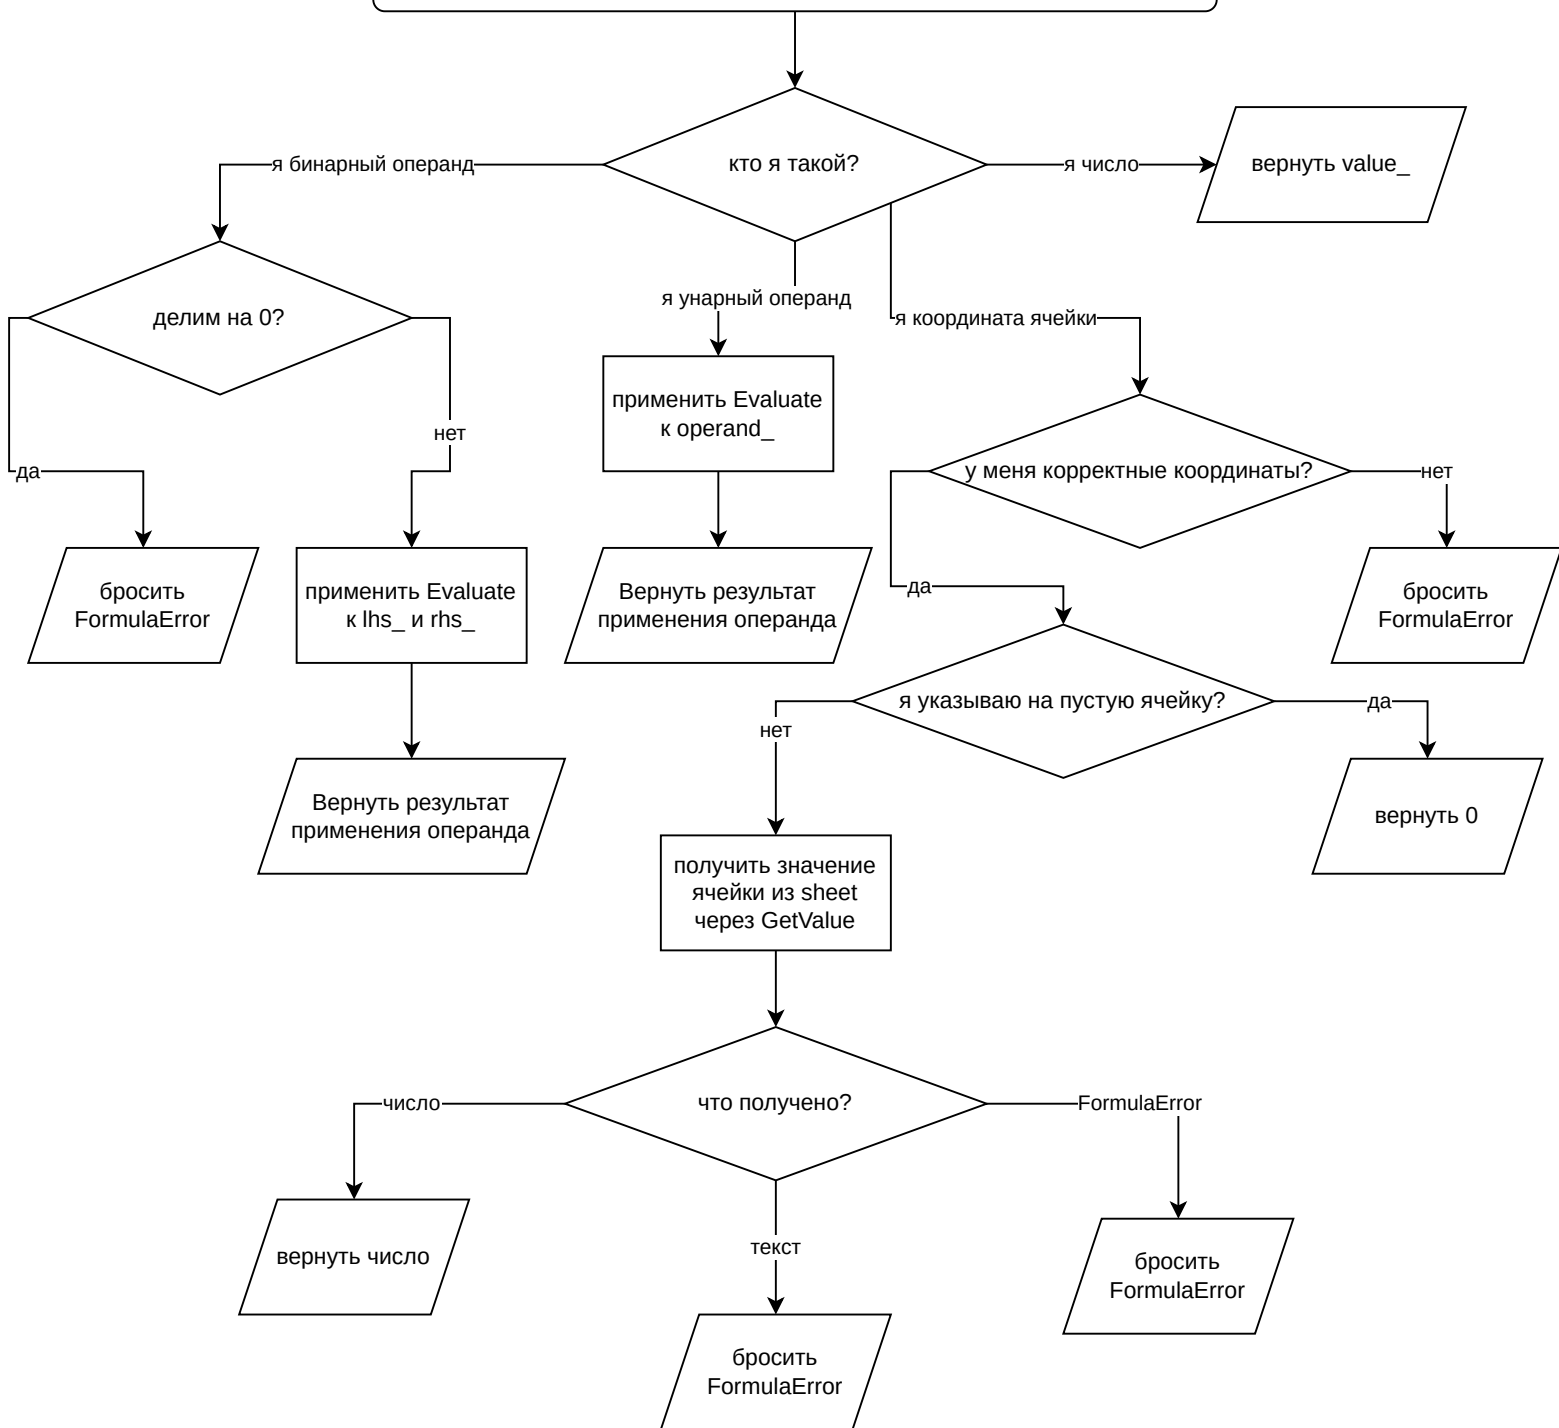 кто я такой?
я бинарный операнд
я число
вернуть value_
делим на 0?
я унарный операнд
я координата ячейки
да
нет
применить Evaluate
к operand_
у меня корректные координаты?
нет
да
бросить
FormulaError
применить Evaluate
к lhs_ и rhs_
Вернуть результат
применения операнда
бросить
FormulaError
я указываю на пустую ячейку?
нет
да
Вернуть результат
применения операнда
вернуть 0
получить значение
ячейки из sheet
через GetValue
что получено?
число
FormulaError
текст
вернуть число
бросить
FormulaError
бросить
FormulaError